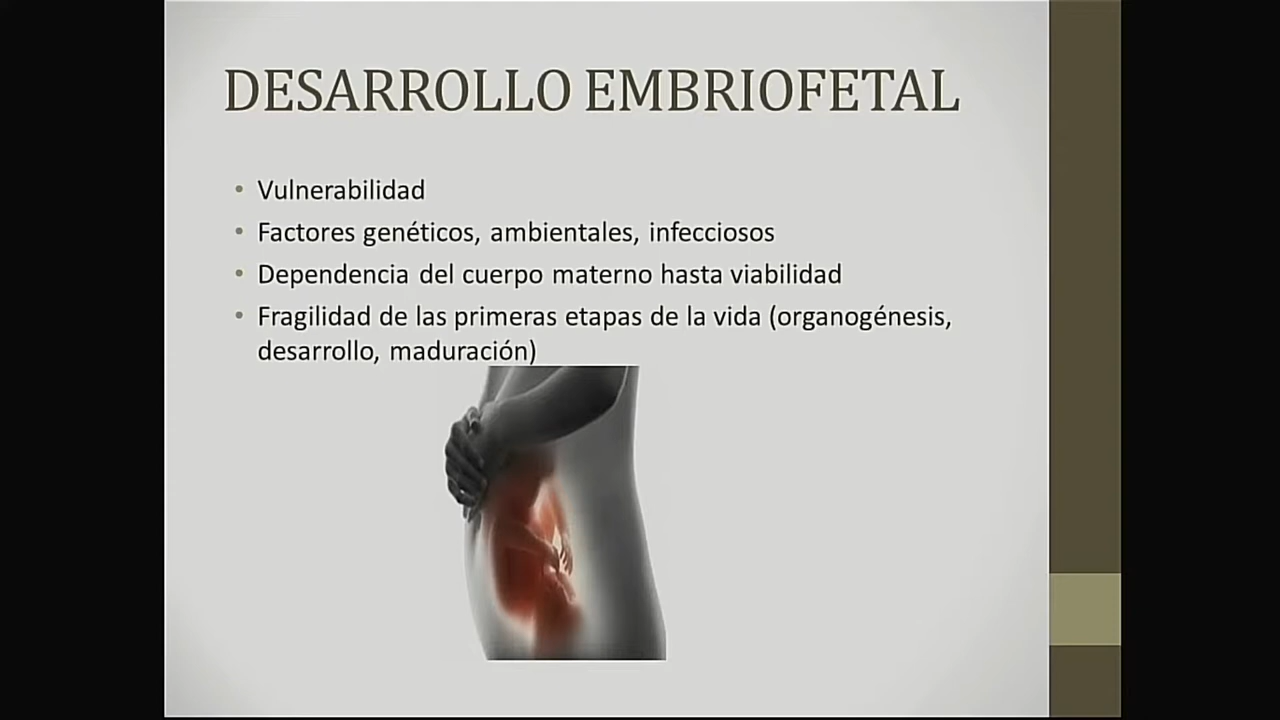 DESARROLLO EMBRIOFETAL
• Vulnerabilidad
• Factores genéticos, ambientales, infecciosos
• Dependencia del cuerpo materno hasta viabilidad
• Fragilidad de las primeras etapas de la vida (organogénesis,
desarrollo, maduración)